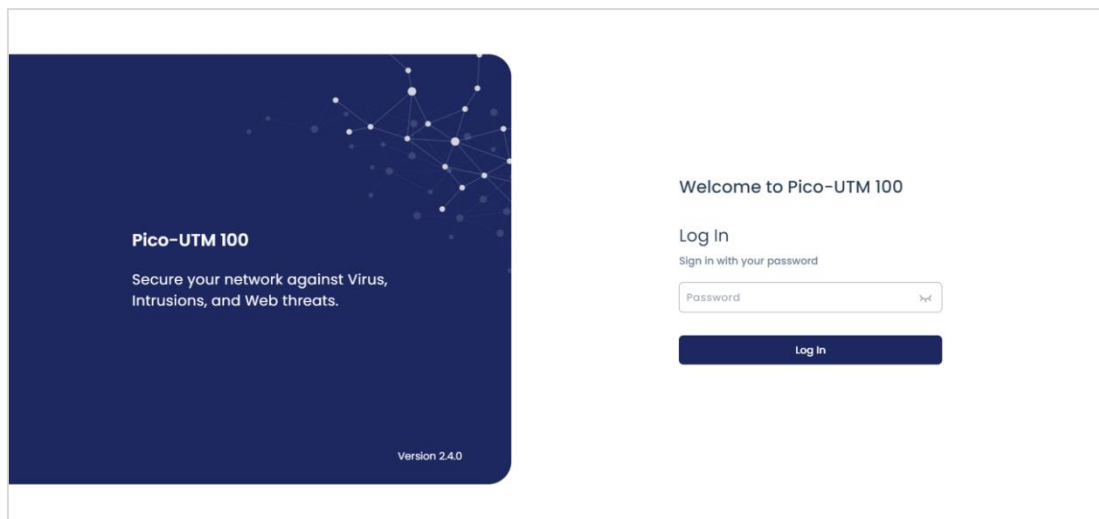 Pico-UTM 100
Secure your network against Virus,
Intrusions, and Web threats.
Version 2.4.0
Welcome to Pico-UTM 100
Log In
Sign in with your password
Password
Log In